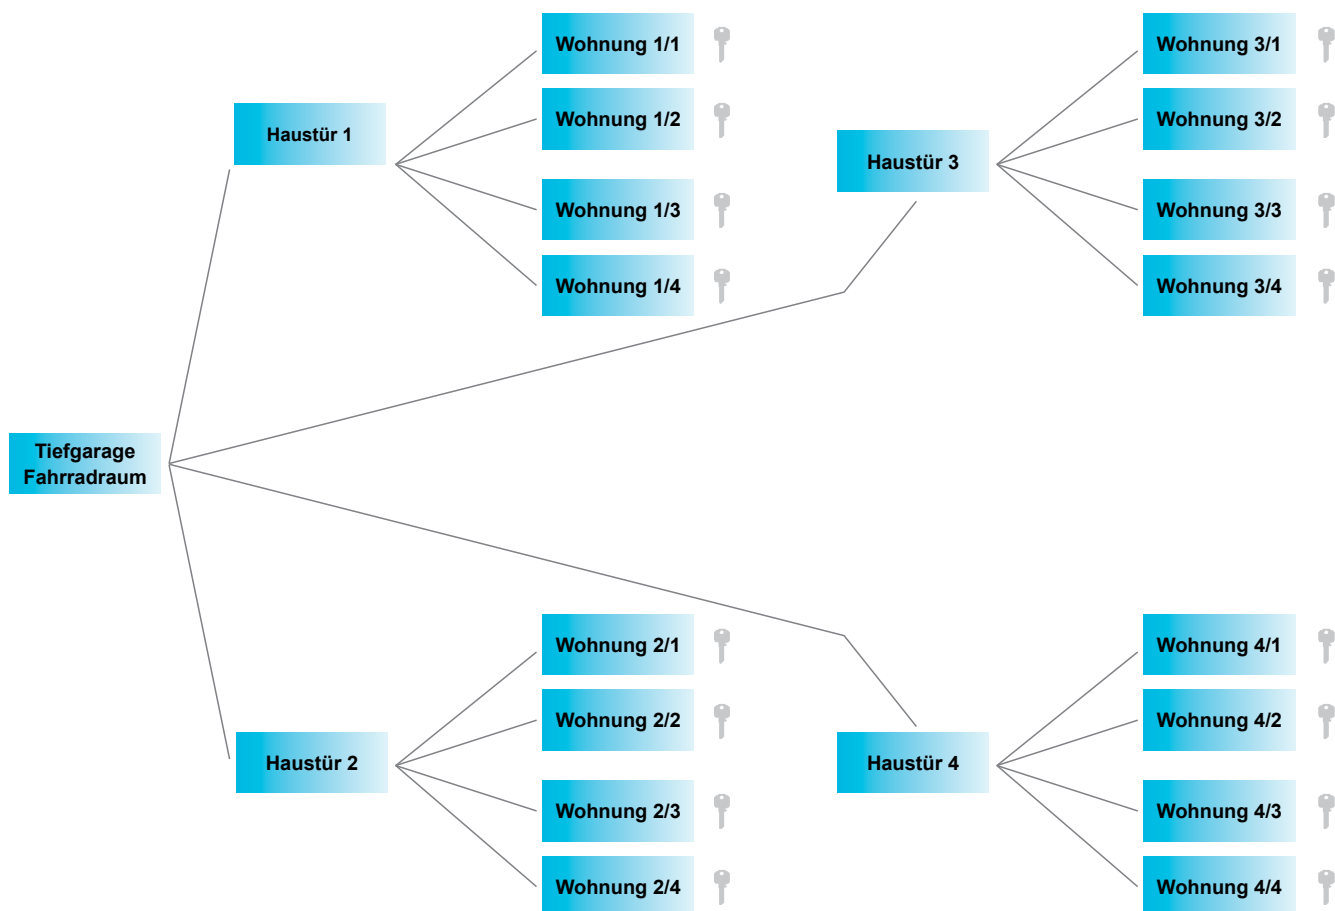 Haustür 1
Wohnung 1/1
Wohnung 1/2
Wohnung 1/3
Wohnung 1/4
Haustür 3
Wohnung 3/1
Wohnung 3/2
Wohnung 3/3
Wohnung 3/4
Tiefgarage
Fahrradraum
Haustür 2
Wohnung 2/1
Wohnung 2/2
Wohnung 2/3
Wohnung 2/4
Haustür 4
Wohnung 4/1
Wohnung 4/2
Wohnung 4/3
Wohnung 4/4